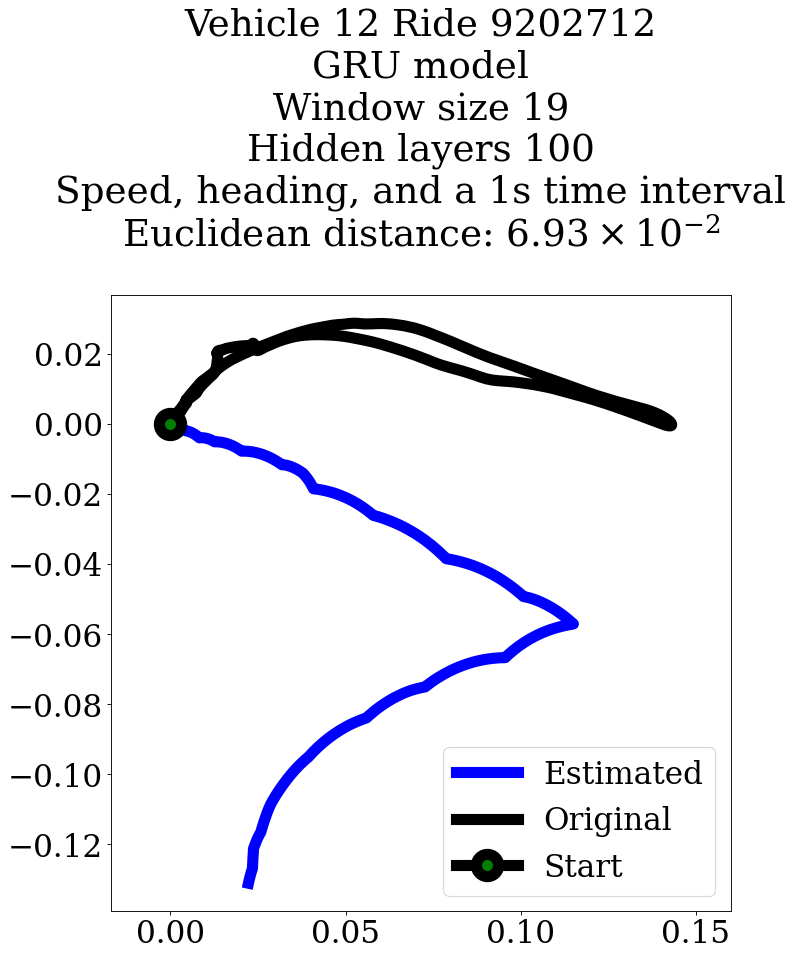 Vehicle 12 Ride 9202712
GRU model
Window size 19
Hidden layers 100
Speed, heading, and a 1s time interval
Euclidean distance: 6.93 × 10⁻²
0.02
0.00
−0.02
−0.04
−0.06
−0.08
−0.10
−0.12
Estimated
Original
Start
0.00 0.05 0.10 0.15